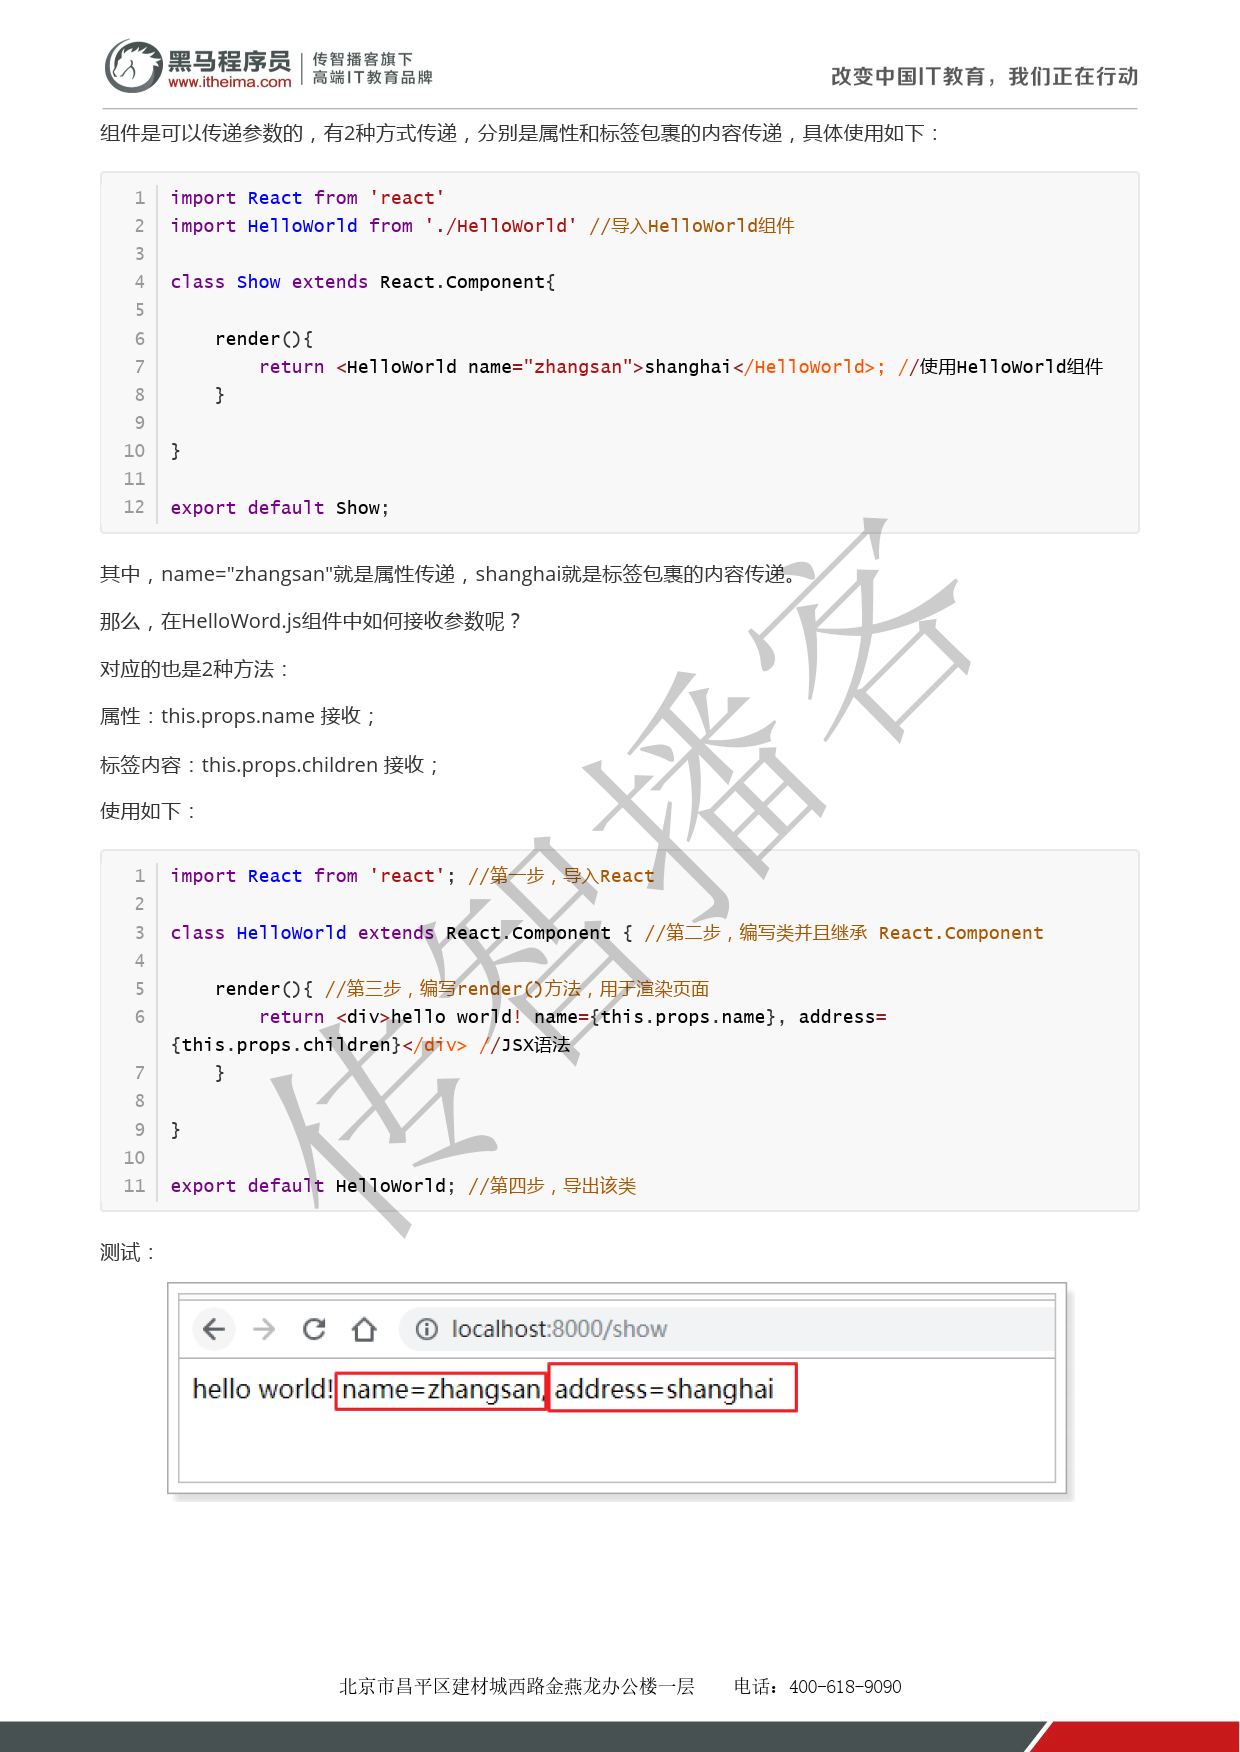 黑马程序员
www.itheima.com
传智播客旗下
高端IT教育品牌
改变中国IT教育，我们正在行动
组件是可以传递参数的，有2种方式传递，分别是属性和标签包裹的内容传递，具体使用如下：
1 import React from 'react'
2 import HelloWorld from './HelloWorld' //导入HelloWorld组件
3
4 class Show extends React.Component{
5
6     render(){
7         return <HelloWorld name="zhangsan">shanghai</HelloWorld>; //使用HelloWorld组件
8     }
9
10 }
11
12 export default Show;
其中，name="zhangsan"就是属性传递，shanghai就是标签包裹的内容传递。
那么，在HelloWord.js组件中如何接收参数呢？
对应的也是2种方法：
属性：this.props.name 接收；
标签内容：this.props.children 接收；
使用如下：
1 import React from 'react'; //第一步，导入React
2
3 class HelloWorld extends React.Component { //第二步，编写类并且继承 React.Component
4
5     render(){ //第三步，编写render()方法，用于渲染页面
6         return <div>hello world! name={this.props.name}, address=
{this.props.children}</div> //JSX语法
7     }
8
9 }
10
11 export default HelloWorld; //第四步，导出该类
传智播客
测试：
localhost:8000/show
hello world! name=zhangsan, address=shanghai
北京市昌平区建材城西路金燕龙办公楼一层 电话：400-618-9090